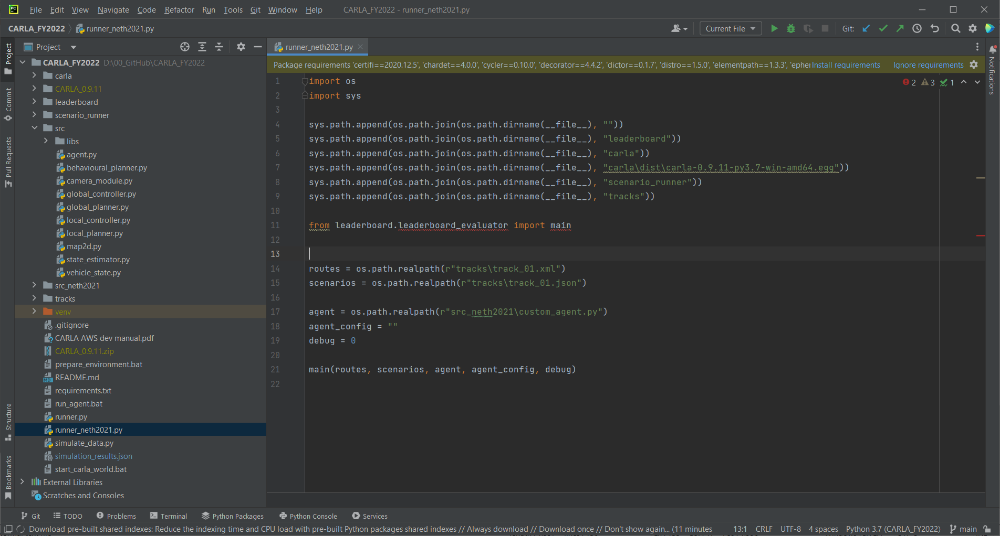 PC File Edit View Navigate Code Refactor Run Tools Git Window Help CARLA_FY2022 - runner_neth2021.py
CARLA_FY2022 runner_neth2021.py Current File Git:
Project
runner_neth2021.py
Package requirements 'certifi==2020.12.5', 'chardet==4.0.0', 'cycler==0.10.0', 'decorator==4.4.2', 'dictor==0.1.7', 'distro==1.5.0', 'elementpath==1.3.3', 'epher Install requirements Ignore requirements
Project
Commit
Pull Requests
Structure
Bookmarks
CARLA_FY2022 D:\00_GitHub\CARLA_FY2022
carla
CARLA_0.9.11
leaderboard
scenario_runner
src
libs
agent.py
behavioural_planner.py
camera_module.py
global_controller.py
global_planner.py
local_controller.py
local_planner.py
map2d.py
state_estimator.py
vehicle_state.py
src_neth2021
tracks
venv
.gitignore
CARLA AWS dev manual.pdf
CARLA_0.9.11.zip
prepare_environment.bat
MD README.md
requirements.txt
run_agent.bat
runner.py
runner_neth2021.py
simulate_data.py
simulation_results.json
start_carla_world.bat
External Libraries
Scratches and Consoles
1 import os
2 import sys
3
4 sys.path.append(os.path.join(os.path.dirname(__file__), ""))
5 sys.path.append(os.path.join(os.path.dirname(__file__), "leaderboard"))
6 sys.path.append(os.path.join(os.path.dirname(__file__), "carla"))
7 sys.path.append(os.path.join(os.path.dirname(__file__), "carla\dist\carla-0.9.11-py3.7-win-amd64.egg"))
8 sys.path.append(os.path.join(os.path.dirname(__file__), "scenario_runner"))
9 sys.path.append(os.path.join(os.path.dirname(__file__), "tracks"))
10
11 from leaderboard.leaderboard_evaluator import main
12
13
14 routes = os.path.realpath(r"tracks\track_01.xml")
15 scenarios = os.path.realpath(r"tracks\track_01.json")
16
17 agent = os.path.realpath(r"src_neth2021\custom_agent.py")
18 agent_config = ""
19 debug = 0
20
21 main(routes, scenarios, agent, agent_config, debug)
22
2 3 1
Notifications
Git TODO Problems Terminal Python Packages Python Console Services
Download pre-built shared indexes: Reduce the indexing time and CPU load with pre-built Python packages shared indexes // Always download // Download once // Don't show again... (11 minutes 13:1 CRLF UTF-8 4 spaces Python 3.7 (CARLA_FY2022) main